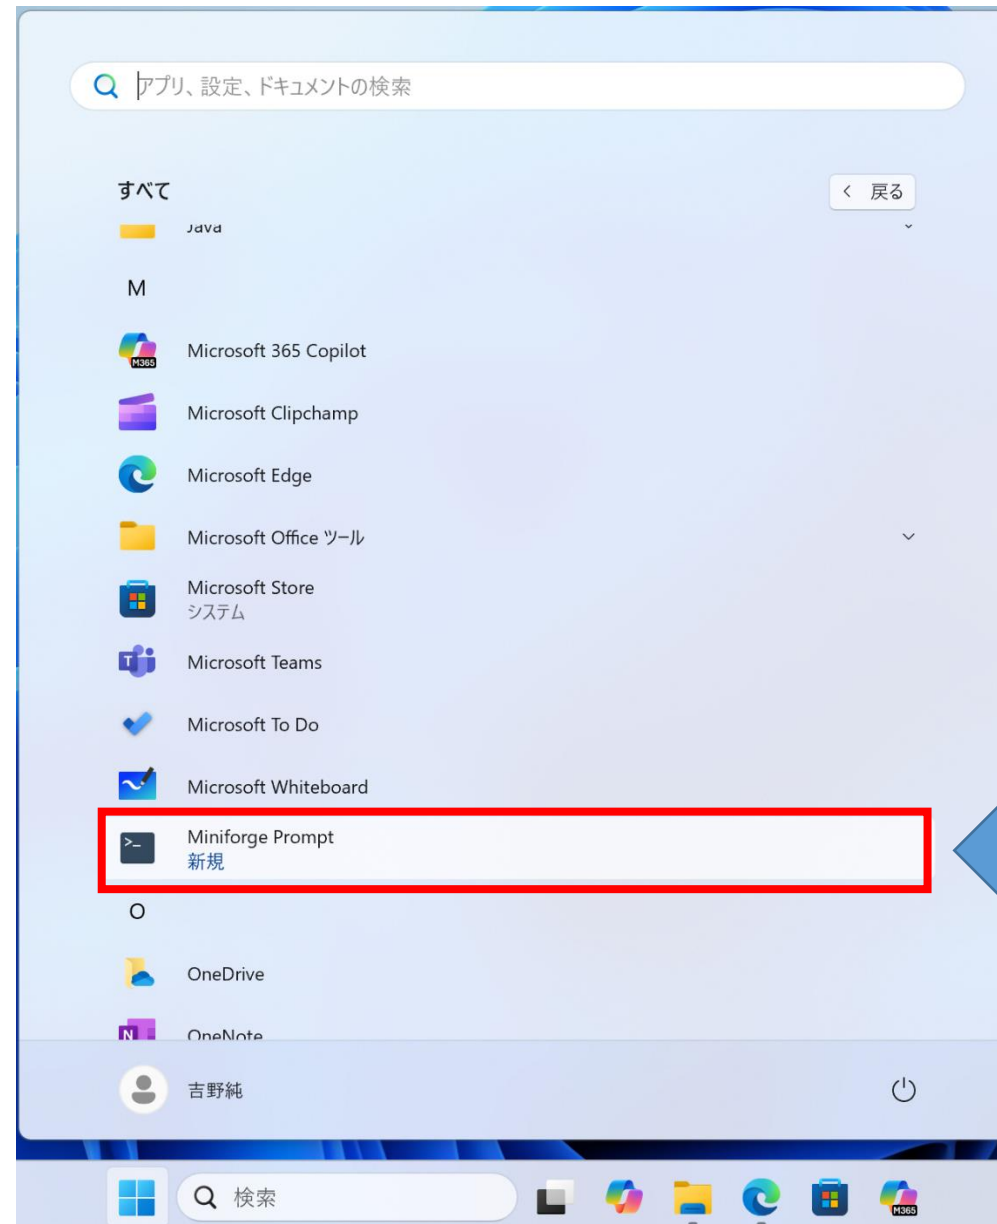 アプリ、設定、ドキュメントの検索
すべて
戻る
Java
M
M365
Microsoft 365 Copilot
Microsoft Clipchamp
Microsoft Edge
Microsoft Office ツール
Microsoft Store
システム
T
Microsoft Teams
Microsoft To Do
Microsoft Whiteboard
>_
Miniforge Prompt
新規
O
OneDrive
N
OneNote
吉野純
検索
M365